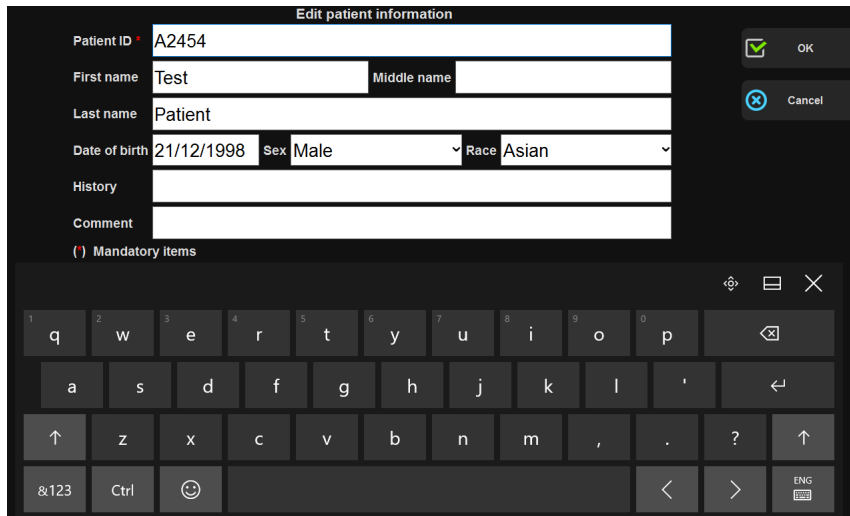 Edit patient information
Patient ID * A2454
OK
First name Test Middle name
Cancel
Last name Patient
Date of birth 21/12/1998 Sex Male Race Asian
History
Comment
(*) Mandatory items
1 q 2 w 3 e 4 r 5 t 6 y 7 u 8 i 9 o 0 p
a s d f g h j k l '
z x c v b n m , . ?
&123 Ctrl ENG